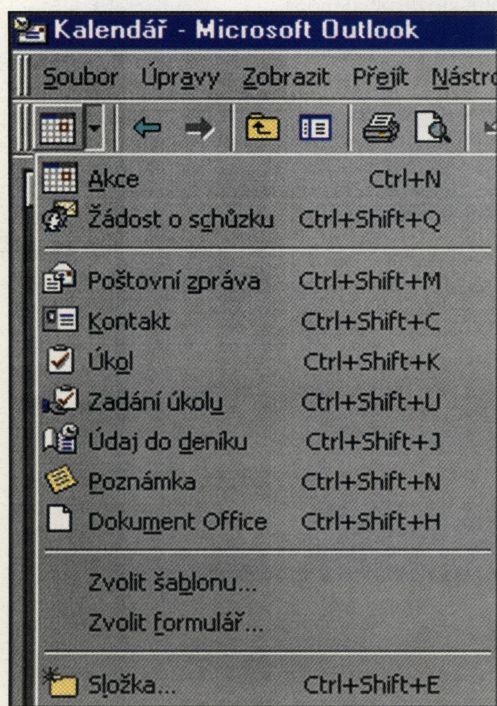 Kalendář - Microsoft Outlook
Soubor Úpravy Zobrazit Přejít
Akce Ctrl+N
Žádost o schůzku Ctrl+Shift+Q
Poštovní zpráva Ctrl+Shift+M
Kontakt Ctrl+Shift+C
Úkol Ctrl+Shift+K
Zadání úkolu Ctrl+Shift+U
Údaj do deníku Ctrl+Shift+J
Poznámka Ctrl+Shift+N
Dokument Office Ctrl+Shift+H
Zvolit šablonu...
Zvolit formulář...
Složka... Ctrl+Shift+E